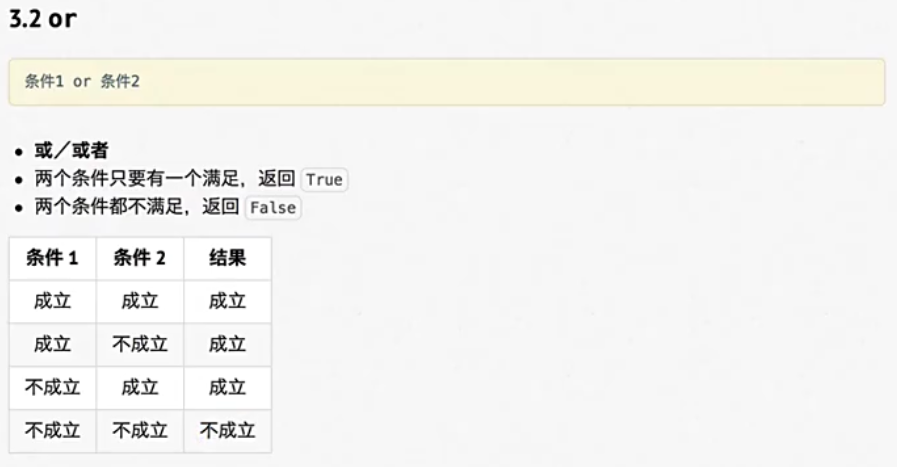 3.2 or
条件1 or 条件2
或／或者
两个条件只要有一个满足，返回 True
两个条件都不满足，返回 False
条件 1 条件 2 结果
成立 成立 成立
成立 不成立 成立
不成立 成立 成立
不成立 不成立 不成立